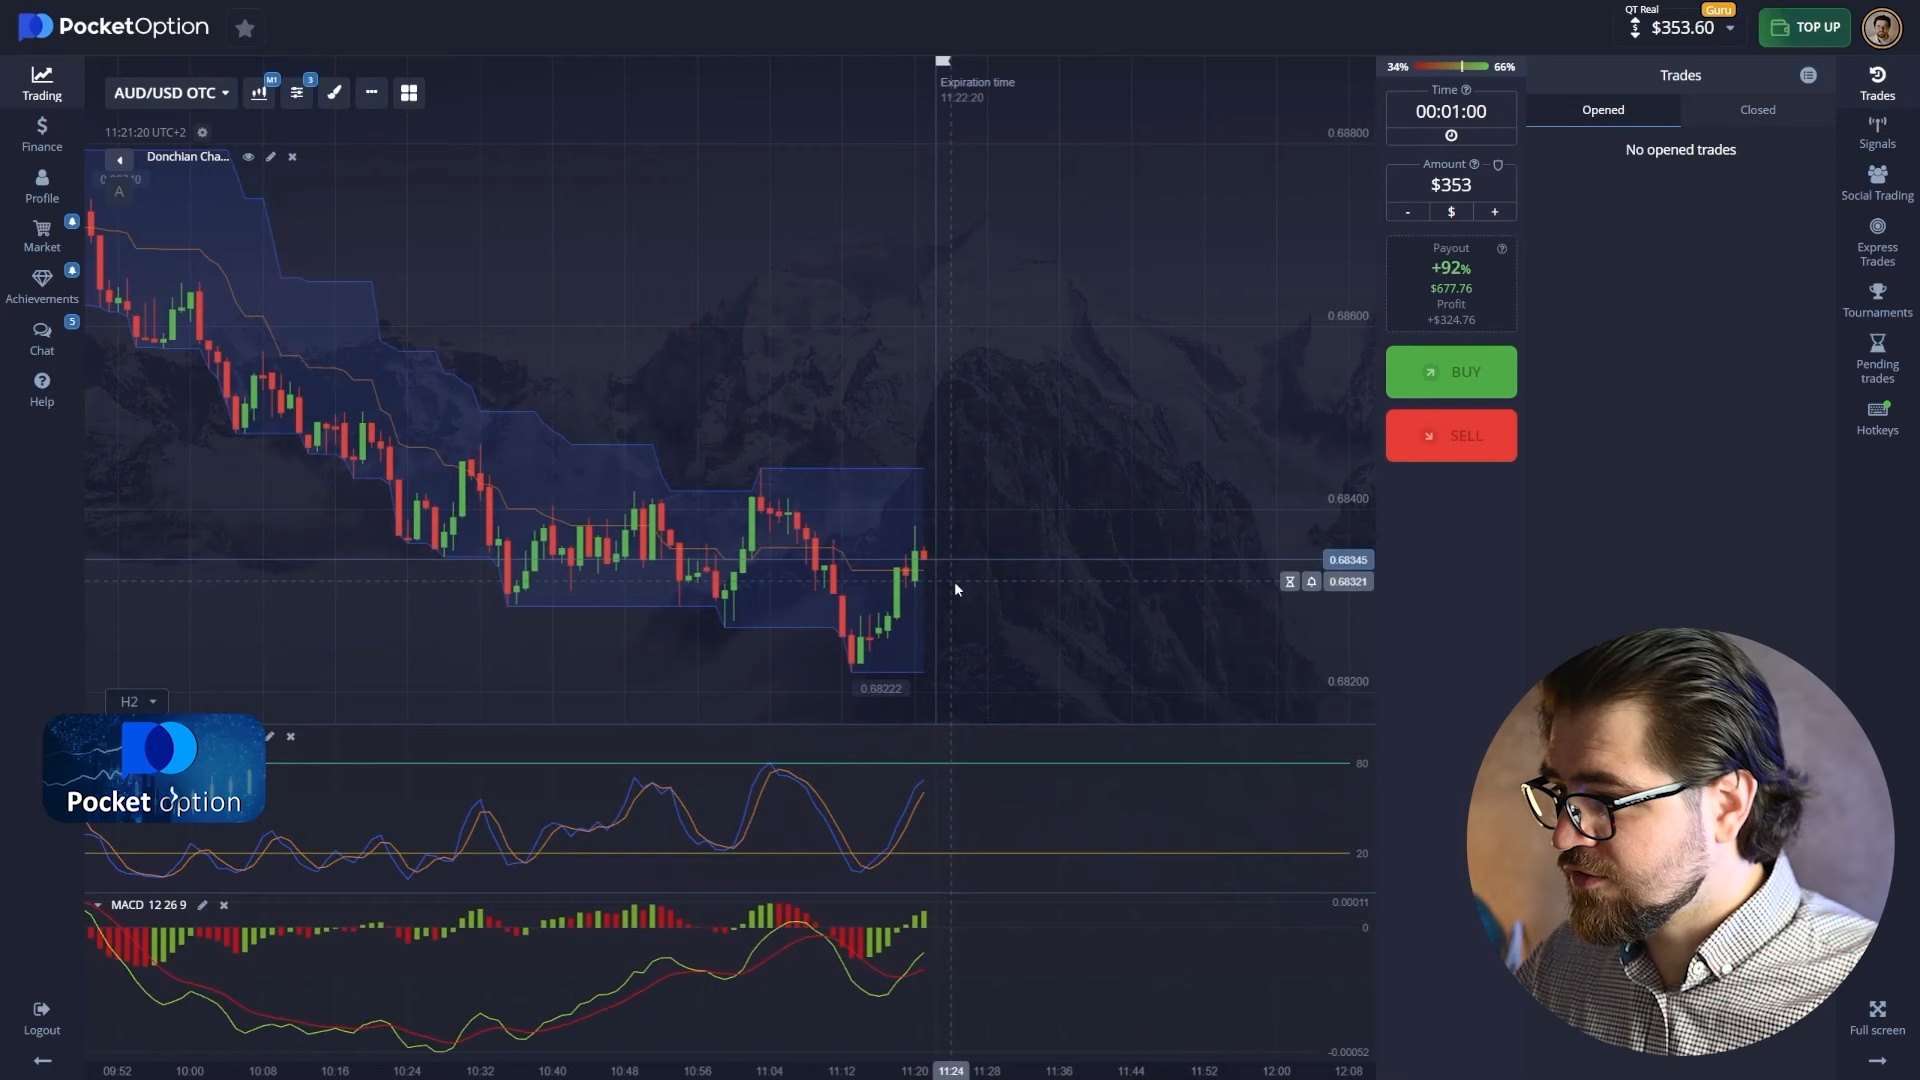 PocketOption
QT Real
Guru
$353.60
TOP UP
Trading
Finance
Profile
Market
Achievements
5
Chat
Help
Logout
AUD/USD OTC
M1
3
11:21:20 UTC+2
Donchian Cha...
A
Expiration time
11:22:20
0.68800
0.68600
0.68400
0.68345
0.68321
0.68200
0.68222
H2
Pocket option
80
20
MACD 12 26 9
0.00011
0
-0.00052
09:52 10:00 10:08 10:16 10:24 10:32 10:40 10:48 10:56 11:04 11:12 11:20 11:24 11:28 11:36 11:44 11:52 12:00 12:08
34% 66%
Time
00:01:00
Amount
$353
- $ +
Payout
+92%
$677.76
Profit
+$324.76
BUY
SELL
Trades
Opened Closed
No opened trades
Trades
Signals
Social Trading
Express
Trades
Tournaments
Pending
trades
Hotkeys
Full screen